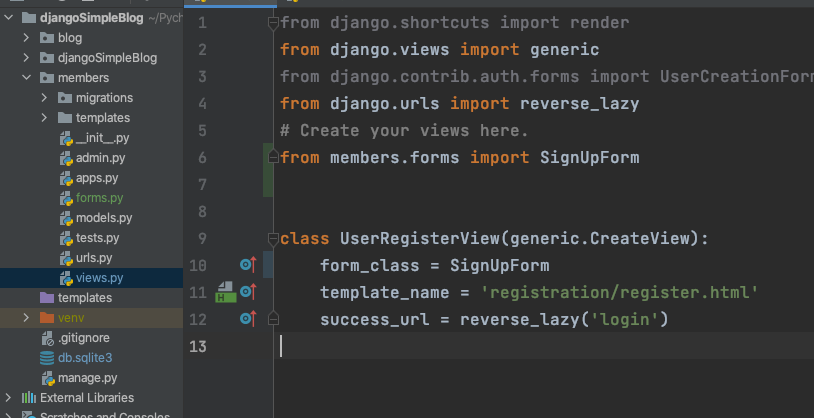 djangoSimpleBlog ~/Pych
blog
djangoSimpleBlog
members
migrations
templates
__init__.py
admin.py
apps.py
forms.py
models.py
tests.py
urls.py
views.py
templates
venv
.gitignore
db.sqlite3
manage.py
External Libraries
Scratches and Consoles
1 from django.shortcuts import render
2 from django.views import generic
3 from django.contrib.auth.forms import UserCreationForm
4 from django.urls import reverse_lazy
5 # Create your views here.
6 from members.forms import SignUpForm
7
8
9 class UserRegisterView(generic.CreateView):
10 form_class = SignUpForm
11 template_name = 'registration/register.html'
12 success_url = reverse_lazy('login')
13